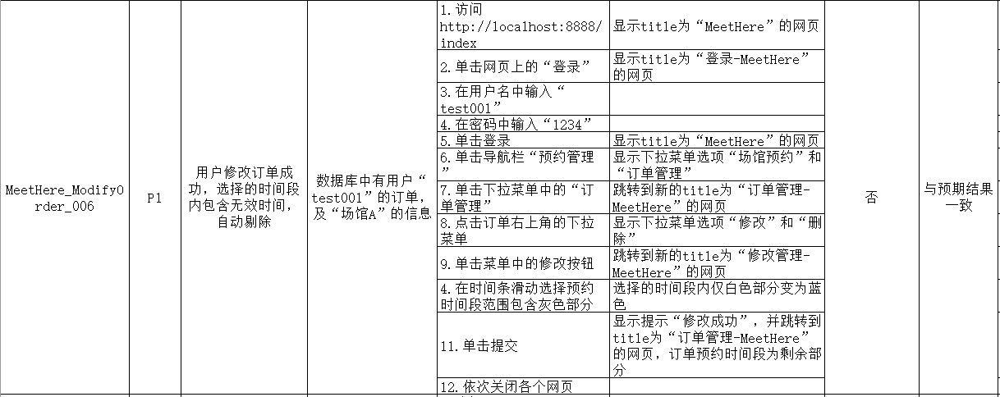 MeetHere_ModifyO
rder_006
P1
用户修改订单成
功，选择的时间段
内包含无效时间，
自动剔除
数据库中有用户“
test001”的订单，
及“场馆A”的信息
1.访问
http://localhost:8888/
index
显示title为“MeetHere”的网页
2.单击网页上的“登录”
显示title为“登录-MeetHere”
的网页
3.在用户名中输入“
test001”
4.在密码中输入“1234”
5.单击登录
显示title为“MeetHere”的网页
6.单击导航栏“预约管理
”
显示下拉菜单选项“场馆预约”和
“订单管理”
7.单击下拉菜单中的“订
单管理”
跳转到新的title为“订单管理-
MeetHere”的网页
8.点击订单右上角的下拉
菜单
显示下拉菜单选项“修改”和“删
除”
9.单击菜单中的修改按钮
跳转到新的title为“修改管理-
MeetHere”的网页
4.在时间条滑动选择预约
时间段范围包含灰色部分
选择的时间段内仅白色部分变为蓝
色
11.单击提交
显示提示“修改成功”，并跳转到
title为“订单管理-MeetHere”
的网页，订单预约时间段为剩余部
分
12.依次关闭各个网页
否
与预期结果
一致